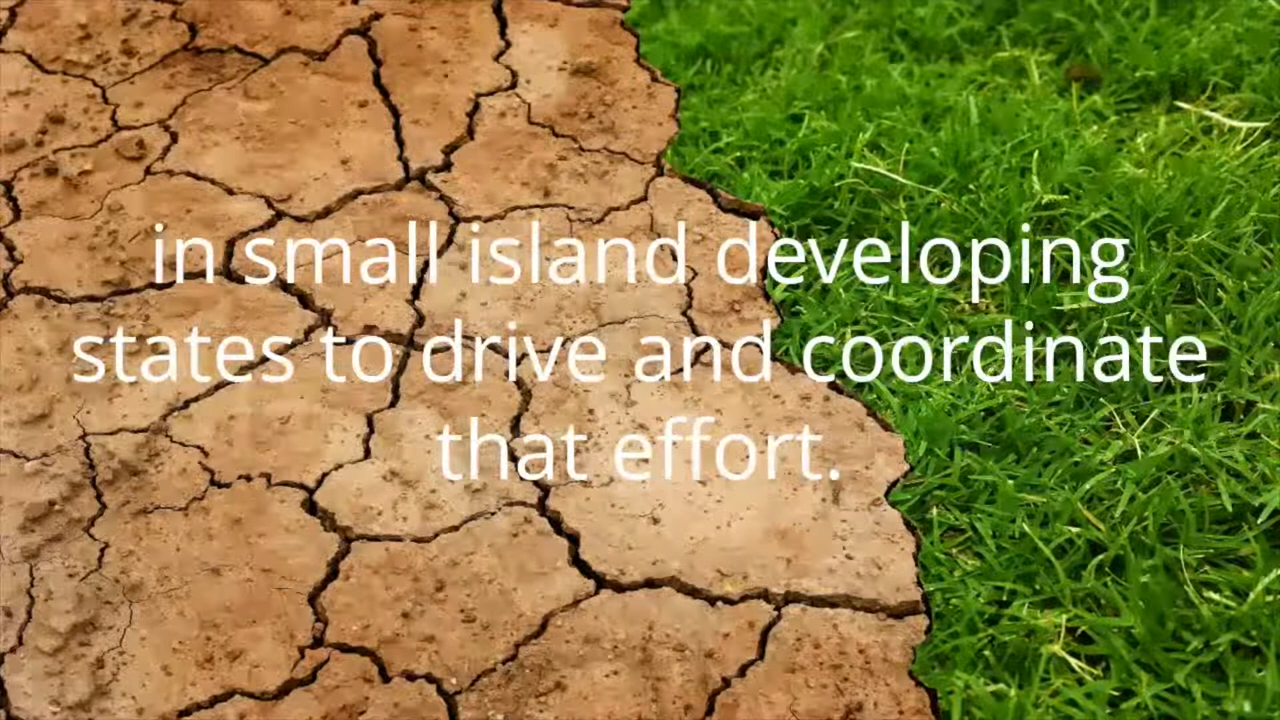 in small island developing
states to drive and coordinate
that effort.